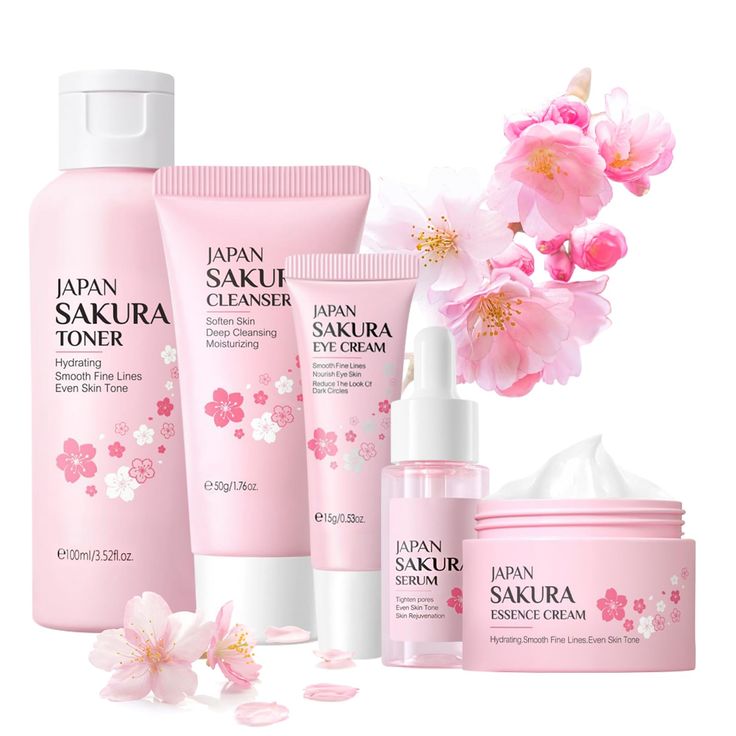 JAPAN
SAKURA
TONER
Hydrating
Smooth Fine Lines
Even Skin Tone
℮100ml/3.52fl.oz.
JAPAN
SAKUR
CLEANSER
Soften Skin
Deep Cleansing
Moisturizing
℮50g/1.76oz.
JAPAN
SAKURA
EYE CREAM
Smooth Fine Lines
Nourish Eye Skin
Reduce The Look Of
Dark Circles
℮15g/0.53oz.
JAPAN
SAKURA
SERUM
Tighten pores
Even Skin Tone
Skin Rejuvenation
JAPAN
SAKURA
ESSENCE CREAM
Hydrating.Smooth Fine Lines.Even Skin Tone